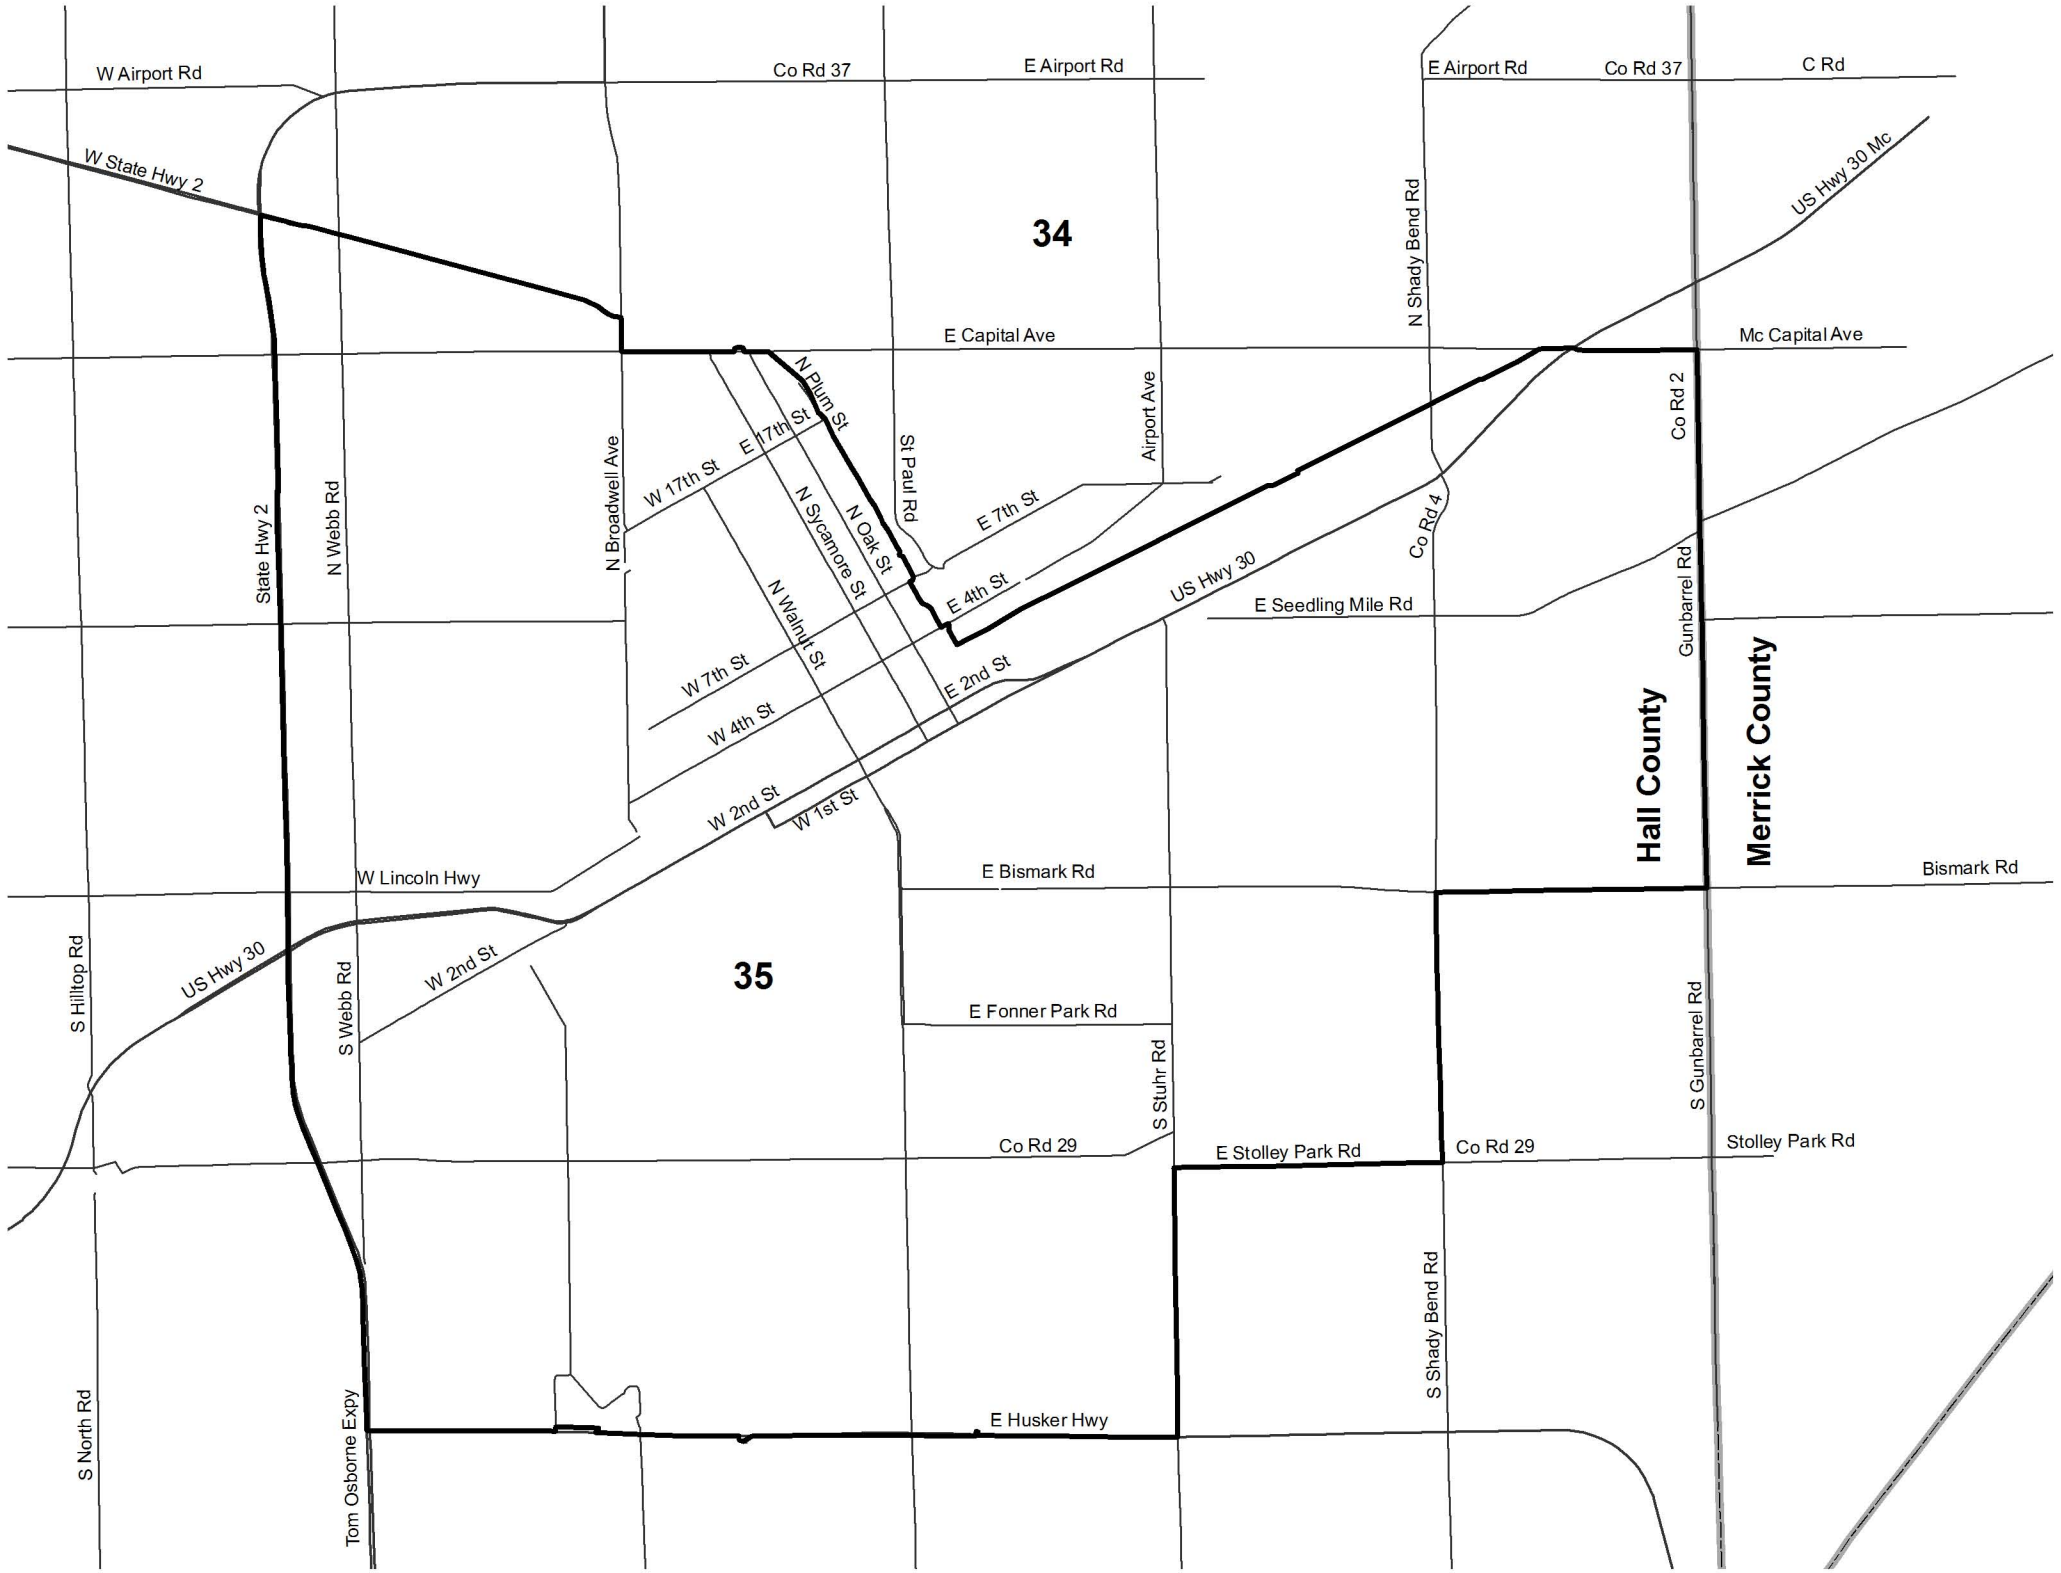 W Airport Rd
Co Rd 37
E Airport Rd
E Airport Rd
Co Rd 37
C Rd
W State Hwy 2
US Hwy 30 Mc
34
N Shady Bend Rd
E Capital Ave
Mc Capital Ave
N Plum St
Co Rd 2
Airport Ave
E 17th St
W 17th St
N Broadwell Ave
St Paul Rd
N Webb Rd
State Hwy 2
N Sycamore St
N Oak St
E 7th St
Co Rd 4
US Hwy 30
E 4th St
E Seedling Mile Rd
Gunbarrel Rd
N Walnut St
W 7th St
E 2nd St
W 4th St
Hall County
Merrick County
W 2nd St
W 1st St
W Lincoln Hwy
E Bismark Rd
Bismark Rd
S Hilltop Rd
US Hwy 30
W 2nd St
35
S Webb Rd
E Fonner Park Rd
S Stuhr Rd
S Gunbarrel Rd
Co Rd 29
E Stolley Park Rd
Co Rd 29
Stolley Park Rd
S Shady Bend Rd
S North Rd
Tom Osborne Expy
E Husker Hwy